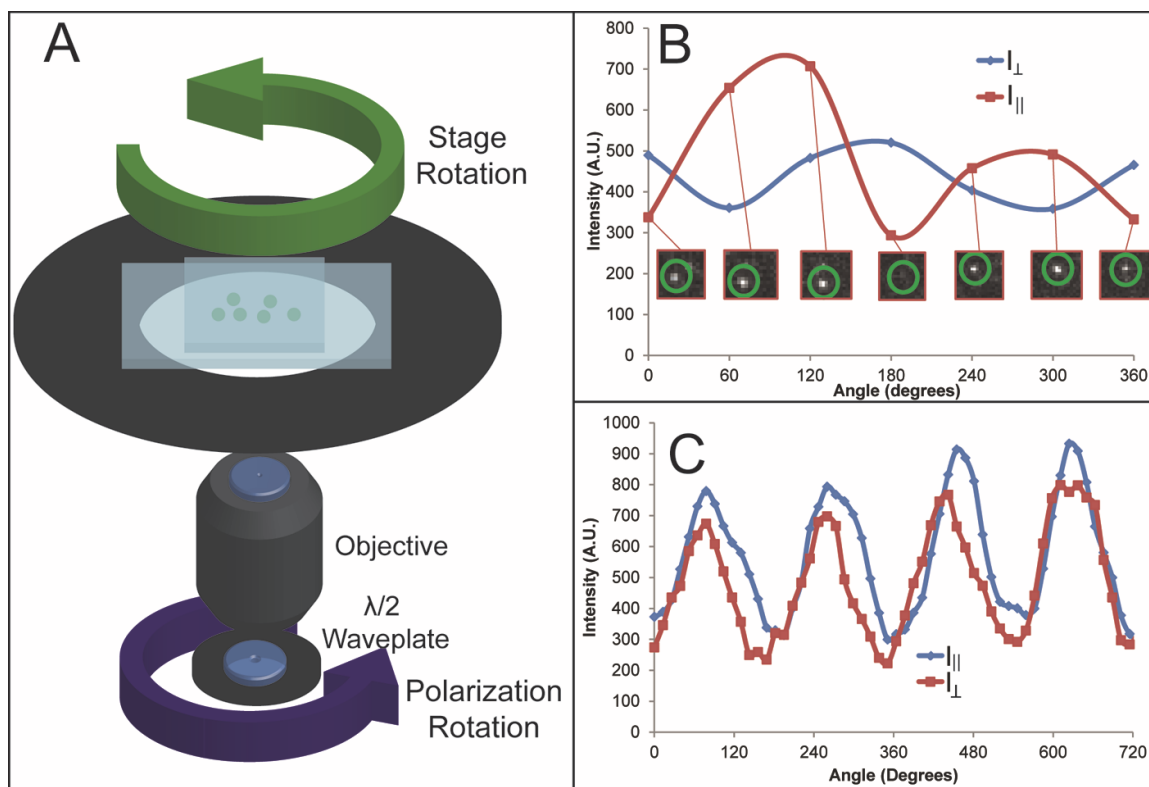 A
Stage
Rotation
Objective
λ/2
Waveplate
Polarization
Rotation
B
I⊥
I||
Intensity (A.U.)
800
700
600
500
400
300
200
100
0
0 60 120 180 240 300 360
Angle (degrees)
C
I||
I⊥
Intensity (A.U.)
1000
900
800
700
600
500
400
300
200
100
0
0 120 240 360 480 600 720
Angle (Degrees)